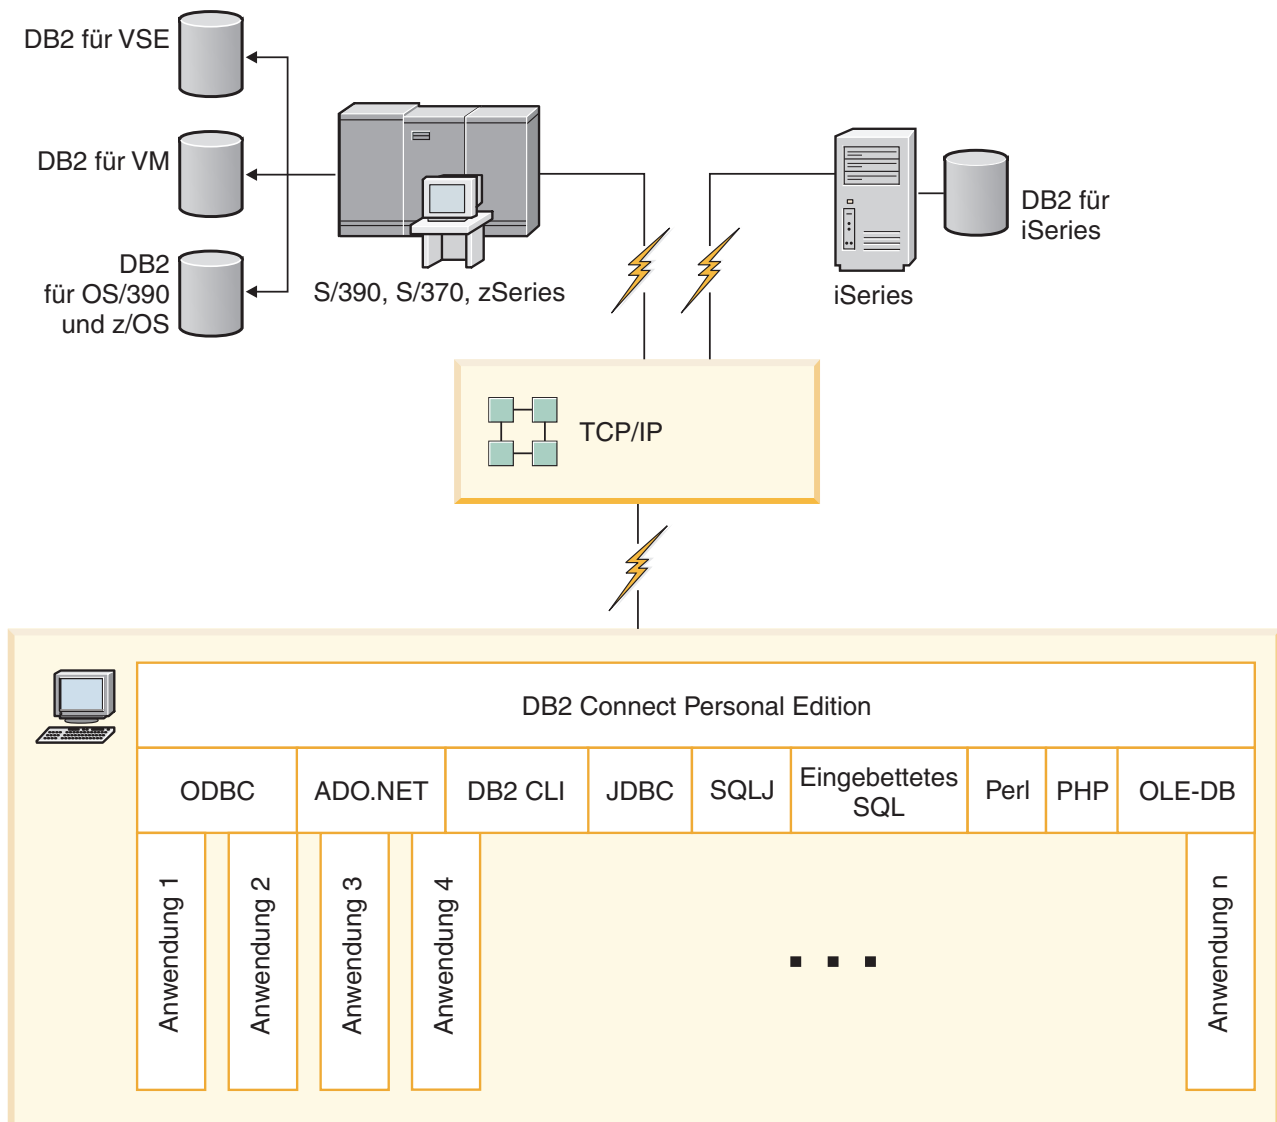 DB2 für VSE
DB2 für VM
DB2
für OS/390
und z/OS
S/390, S/370, zSeries
DB2 für
iSeries
iSeries
TCP/IP
DB2 Connect Personal Edition
ODBC
ADO.NET
DB2 CLI
JDBC
SQLJ
Eingebettetes
SQL
Perl
PHP
OLE-DB
Anwendung 1
Anwendung 2
Anwendung 3
Anwendung 4
...
Anwendung n